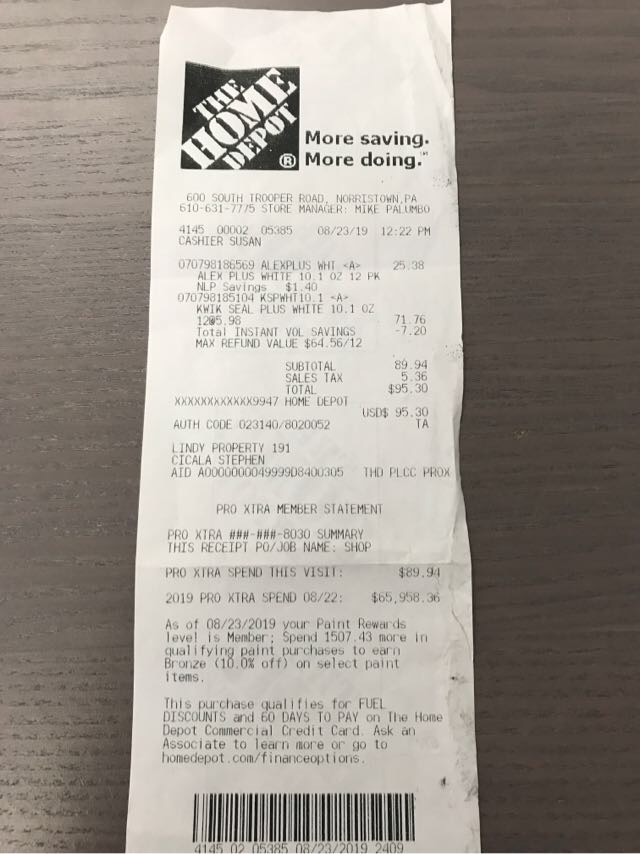 THE
HOME
DEPOT
®
More saving.
More doing.™
600 SOUTH TROOPER ROAD, NORRISTOWN,PA
610-631-7775 STORE MANAGER: MIKE PALUMBO
4145 00002 05385 08/23/19 12:22 PM
CASHIER SUSAN
070798186569 ALEXPLUS WHT <A> 25.38
ALEX PLUS WHITE 10.1 OZ 12 PK
NLP Savings $1.40
070798185104 KSPWHT10.1 <A>
KWIK SEAL PLUS WHITE 10.1 OZ
12@5.98 71.76
Total INSTANT VOL SAVINGS -7.20
MAX REFUND VALUE $64.56/12
SUBTOTAL 89.94
SALES TAX 5.36
TOTAL $95.30
XXXXXXXXXXXX9947 HOME DEPOT
USD$ 95.30
AUTH CODE 023140/8020052 TA
LINDY PROPERTY 191
CICALA STEPHEN
AID A0000000049999D8400305 THD PLCC PROX
PRO XTRA MEMBER STATEMENT
PRO XTRA ###-###-8030 SUMMARY
THIS RECEIPT PO/JOB NAME: SHOP
PRO XTRA SPEND THIS VISIT: $89.94
2019 PRO XTRA SPEND 08/22: $65,958.36
As of 08/23/2019 your Paint Rewards
level is Member; Spend 1507.43 more in
qualifying paint purchases to earn
Bronze (10.0% off) on select paint
items.
This purchase qualifies for FUEL
DISCOUNTS and 60 DAYS TO PAY on The Home
Depot Commercial Credit Card. Ask an
Associate to learn more or go to
homedepot.com/financeoptions.
4145 02 05385 08/23/2019 2409